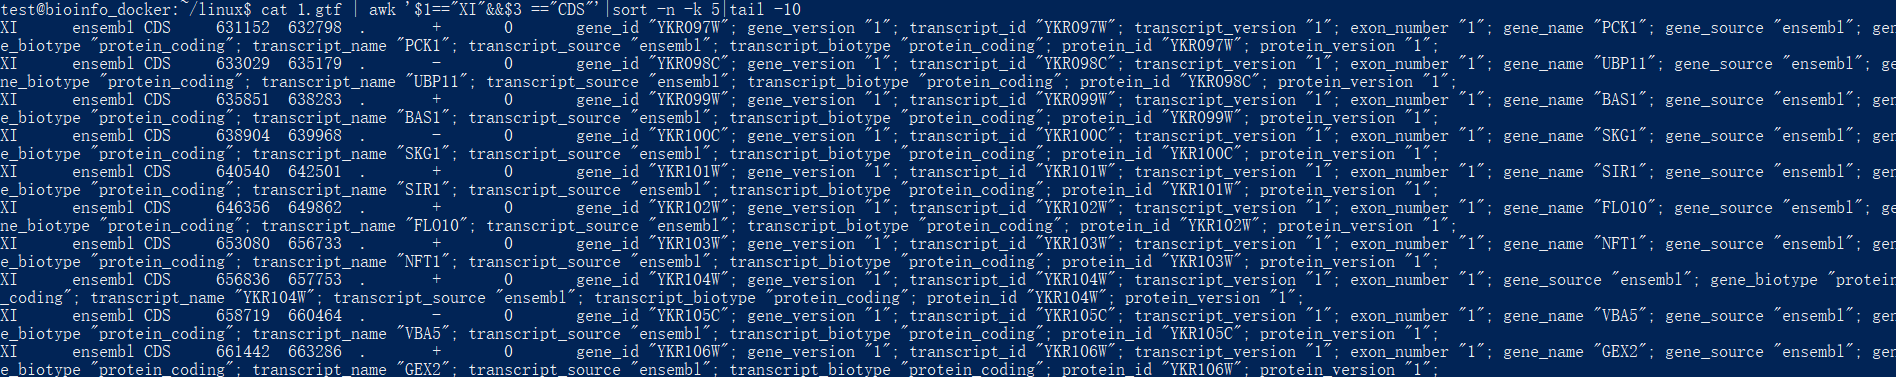 test@bioinfo_docker:~/linux$ cat 1.gtf | awk '$1=="XI"&&$3 =="CDS"'|sort -n -k 5|tail -10
XI ensembl CDS 631152 632798 . + 0 gene_id "YKR097W"; gene_version "1"; transcript_id "YKR097W"; transcript_version "1"; exon_number "1"; gene_name "PCK1"; gene_source "ensembl"; gen
e_biotype "protein_coding"; transcript_name "PCK1"; transcript_source "ensembl"; transcript_biotype "protein_coding"; protein_id "YKR097W"; protein_version "1";
XI ensembl CDS 633029 635179 . - 0 gene_id "YKR098C"; gene_version "1"; transcript_id "YKR098C"; transcript_version "1"; exon_number "1"; gene_name "UBP11"; gene_source "ensembl"; ge
ne_biotype "protein_coding"; transcript_name "UBP11"; transcript_source "ensembl"; transcript_biotype "protein_coding"; protein_id "YKR098C"; protein_version "1";
XI ensembl CDS 635851 638283 . + 0 gene_id "YKR099W"; gene_version "1"; transcript_id "YKR099W"; transcript_version "1"; exon_number "1"; gene_name "BAS1"; gene_source "ensembl"; gen
e_biotype "protein_coding"; transcript_name "BAS1"; transcript_source "ensembl"; transcript_biotype "protein_coding"; protein_id "YKR099W"; protein_version "1";
XI ensembl CDS 638904 639968 . - 0 gene_id "YKR100C"; gene_version "1"; transcript_id "YKR100C"; transcript_version "1"; exon_number "1"; gene_name "SKG1"; gene_source "ensembl"; gen
e_biotype "protein_coding"; transcript_name "SKG1"; transcript_source "ensembl"; transcript_biotype "protein_coding"; protein_id "YKR100C"; protein_version "1";
XI ensembl CDS 640540 642501 . + 0 gene_id "YKR101W"; gene_version "1"; transcript_id "YKR101W"; transcript_version "1"; exon_number "1"; gene_name "SIR1"; gene_source "ensembl"; gen
e_biotype "protein_coding"; transcript_name "SIR1"; transcript_source "ensembl"; transcript_biotype "protein_coding"; protein_id "YKR101W"; protein_version "1";
XI ensembl CDS 646356 649862 . + 0 gene_id "YKR102W"; gene_version "1"; transcript_id "YKR102W"; transcript_version "1"; exon_number "1"; gene_name "FLO10"; gene_source "ensembl"; ge
ne_biotype "protein_coding"; transcript_name "FLO10"; transcript_source "ensembl"; transcript_biotype "protein_coding"; protein_id "YKR102W"; protein_version "1";
XI ensembl CDS 653080 656733 . + 0 gene_id "YKR103W"; gene_version "1"; transcript_id "YKR103W"; transcript_version "1"; exon_number "1"; gene_name "NFT1"; gene_source "ensembl"; gen
e_biotype "protein_coding"; transcript_name "NFT1"; transcript_source "ensembl"; transcript_biotype "protein_coding"; protein_id "YKR103W"; protein_version "1";
XI ensembl CDS 656836 657753 . + 0 gene_id "YKR104W"; gene_version "1"; transcript_id "YKR104W"; transcript_version "1"; exon_number "1"; gene_source "ensembl"; gene_biotype "protein
_coding"; transcript_name "YKR104W"; transcript_source "ensembl"; transcript_biotype "protein_coding"; protein_id "YKR104W"; protein_version "1";
XI ensembl CDS 658719 660464 . - 0 gene_id "YKR105C"; gene_version "1"; transcript_id "YKR105C"; transcript_version "1"; exon_number "1"; gene_name "VBA5"; gene_source "ensembl"; gen
e_biotype "protein_coding"; transcript_name "VBA5"; transcript_source "ensembl"; transcript_biotype "protein_coding"; protein_id "YKR105C"; protein_version "1";
XI ensembl CDS 661442 663286 . + 0 gene_id "YKR106W"; gene_version "1"; transcript_id "YKR106W"; transcript_version "1"; exon_number "1"; gene_name "GEX2"; gene_source "ensembl"; gen
e_biotype "protein_coding"; transcript_name "GEX2"; transcript_source "ensembl"; transcript_biotype "protein_coding"; protein_id "YKR106W"; protein_version "1";